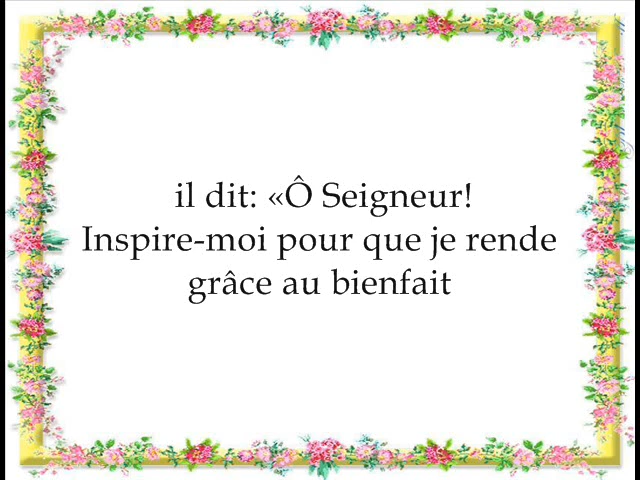 il dit: «Ô Seigneur!
Inspire-moi pour que je rende
grâce au bienfait